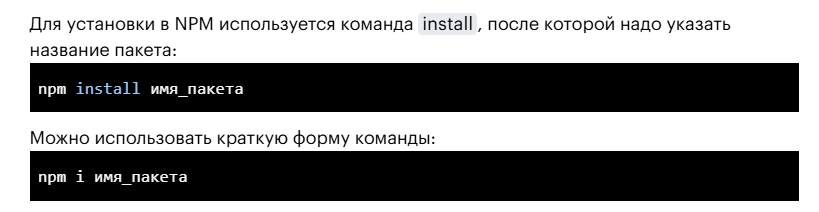 Для установки в NPM используется команда install, после которой надо указать
название пакета:
npm install имя_пакета
Можно использовать краткую форму команды:
npm i имя_пакета